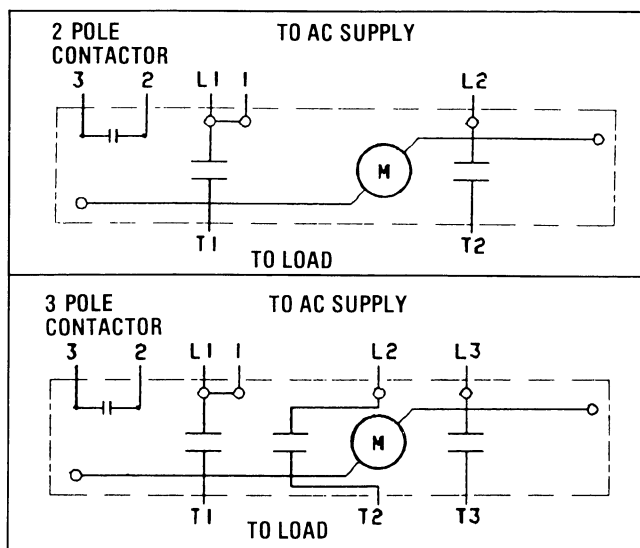 2 POLE
CONTACTOR
TO AC SUPPLY
3 2 L1 1 L2
M
T1 T2
TO LOAD
3 POLE
CONTACTOR
TO AC SUPPLY
3 2 L1 1 L2 L3
M
T1 T2 T3
TO LOAD